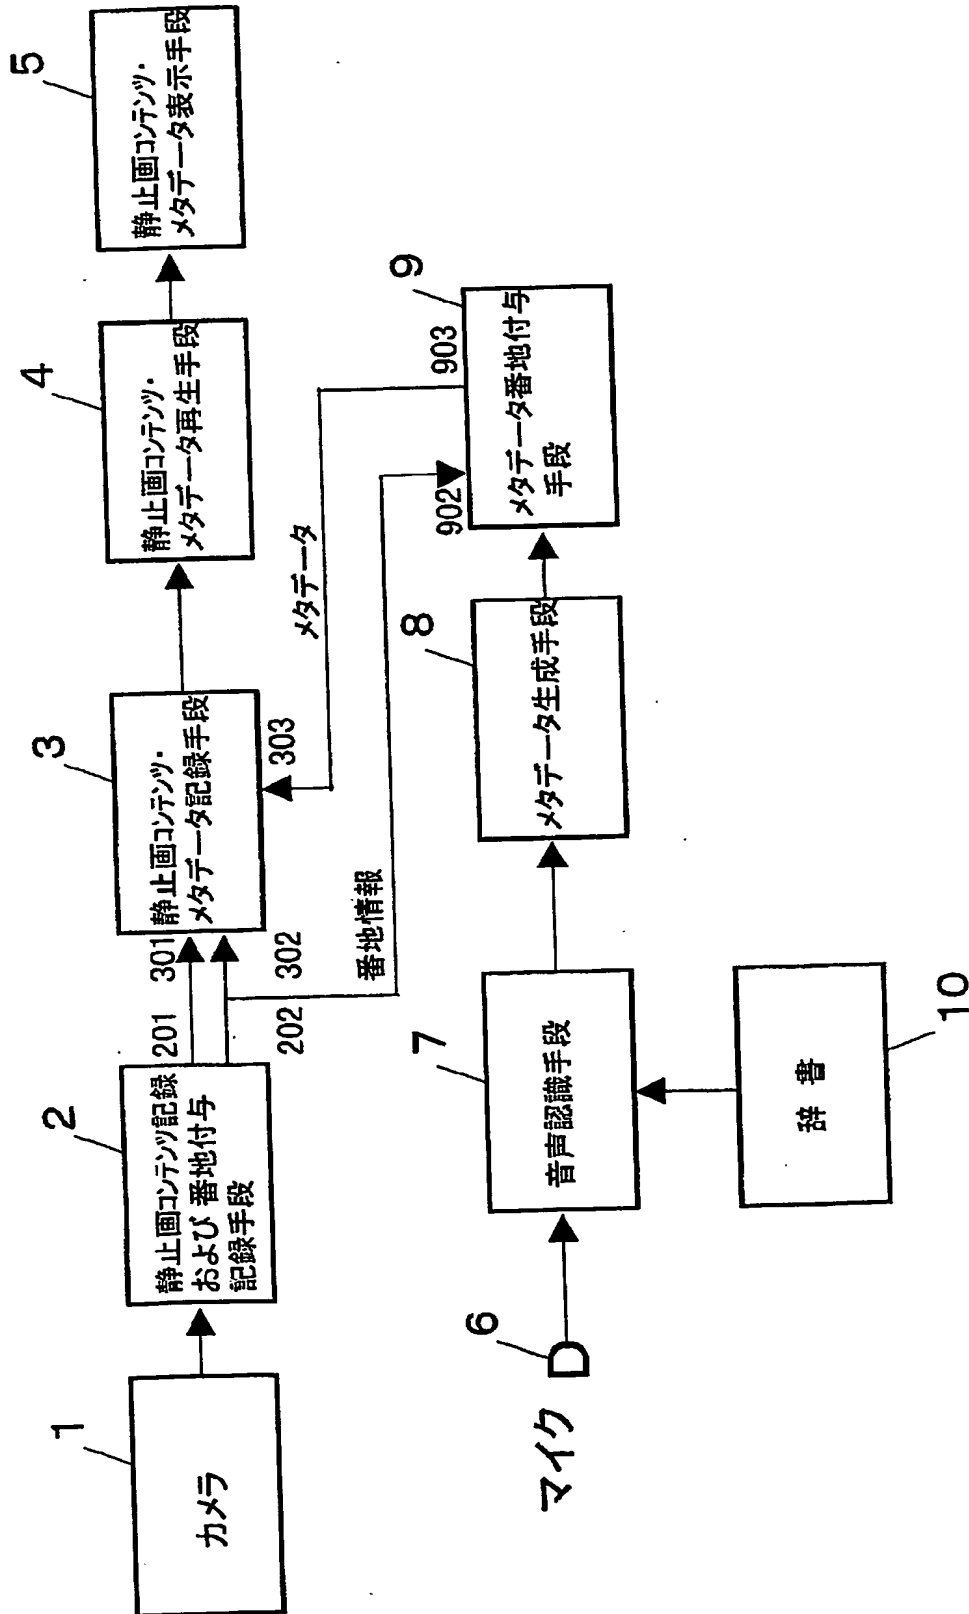 1
カメラ
2
静止画コンテンツ記録
および 番地付与
記録手段
201
301
202
302
3
静止画コンテンツ・
メタデータ記録手段
303
4
静止画コンテンツ・
メタデータ再生手段
5
静止画コンテンツ・
メタデータ表示手段
メタデータ
番地情報
マイク
6
7
音声認識手段
8
メタデータ生成手段
902
903
9
メタデータ番地付与
手段
辞 書
10